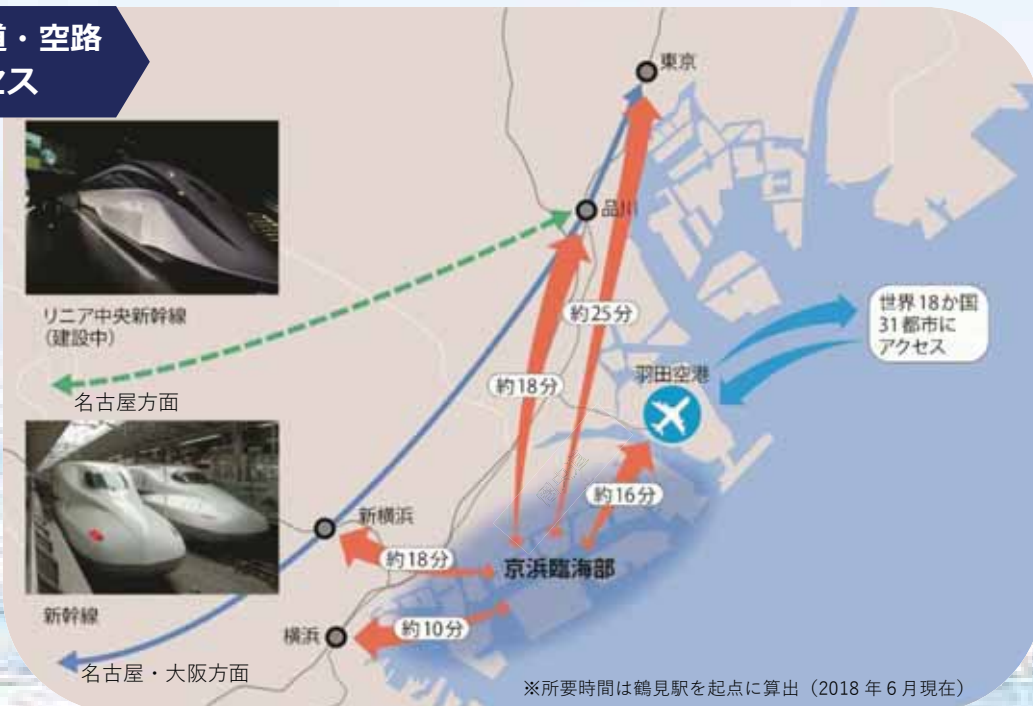 道・空路
セス
東京
品川
リニア中央新幹線
(建設中)
約25分
世界18か国
31都市に
アクセス
約18分
羽田空港
名古屋方面
約16分
新横浜
約18分
京浜臨海部
新幹線
横浜
約10分
名古屋・大阪方面
※所要時間は鶴見駅を起点に算出（2018 年 6 月現在）